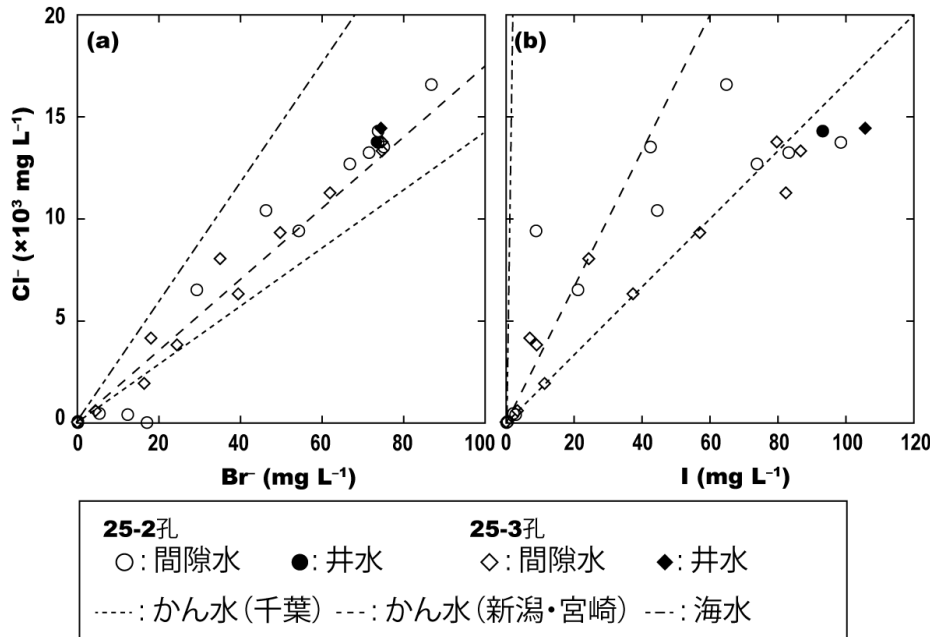 20
(a)
(b)
15
10
5
0
Cl⁻ (×10³ mg L⁻¹)
0 20 40 60 80 100
0 20 40 60 80 100 120
Br⁻ (mg L⁻¹)
I (mg L⁻¹)
25-2孔 25-3孔
○: 間隙水 ●: 井水 ◇: 間隙水 ◆: 井水
: かん水(千葉) : かん水(新潟・宮崎) : 海水